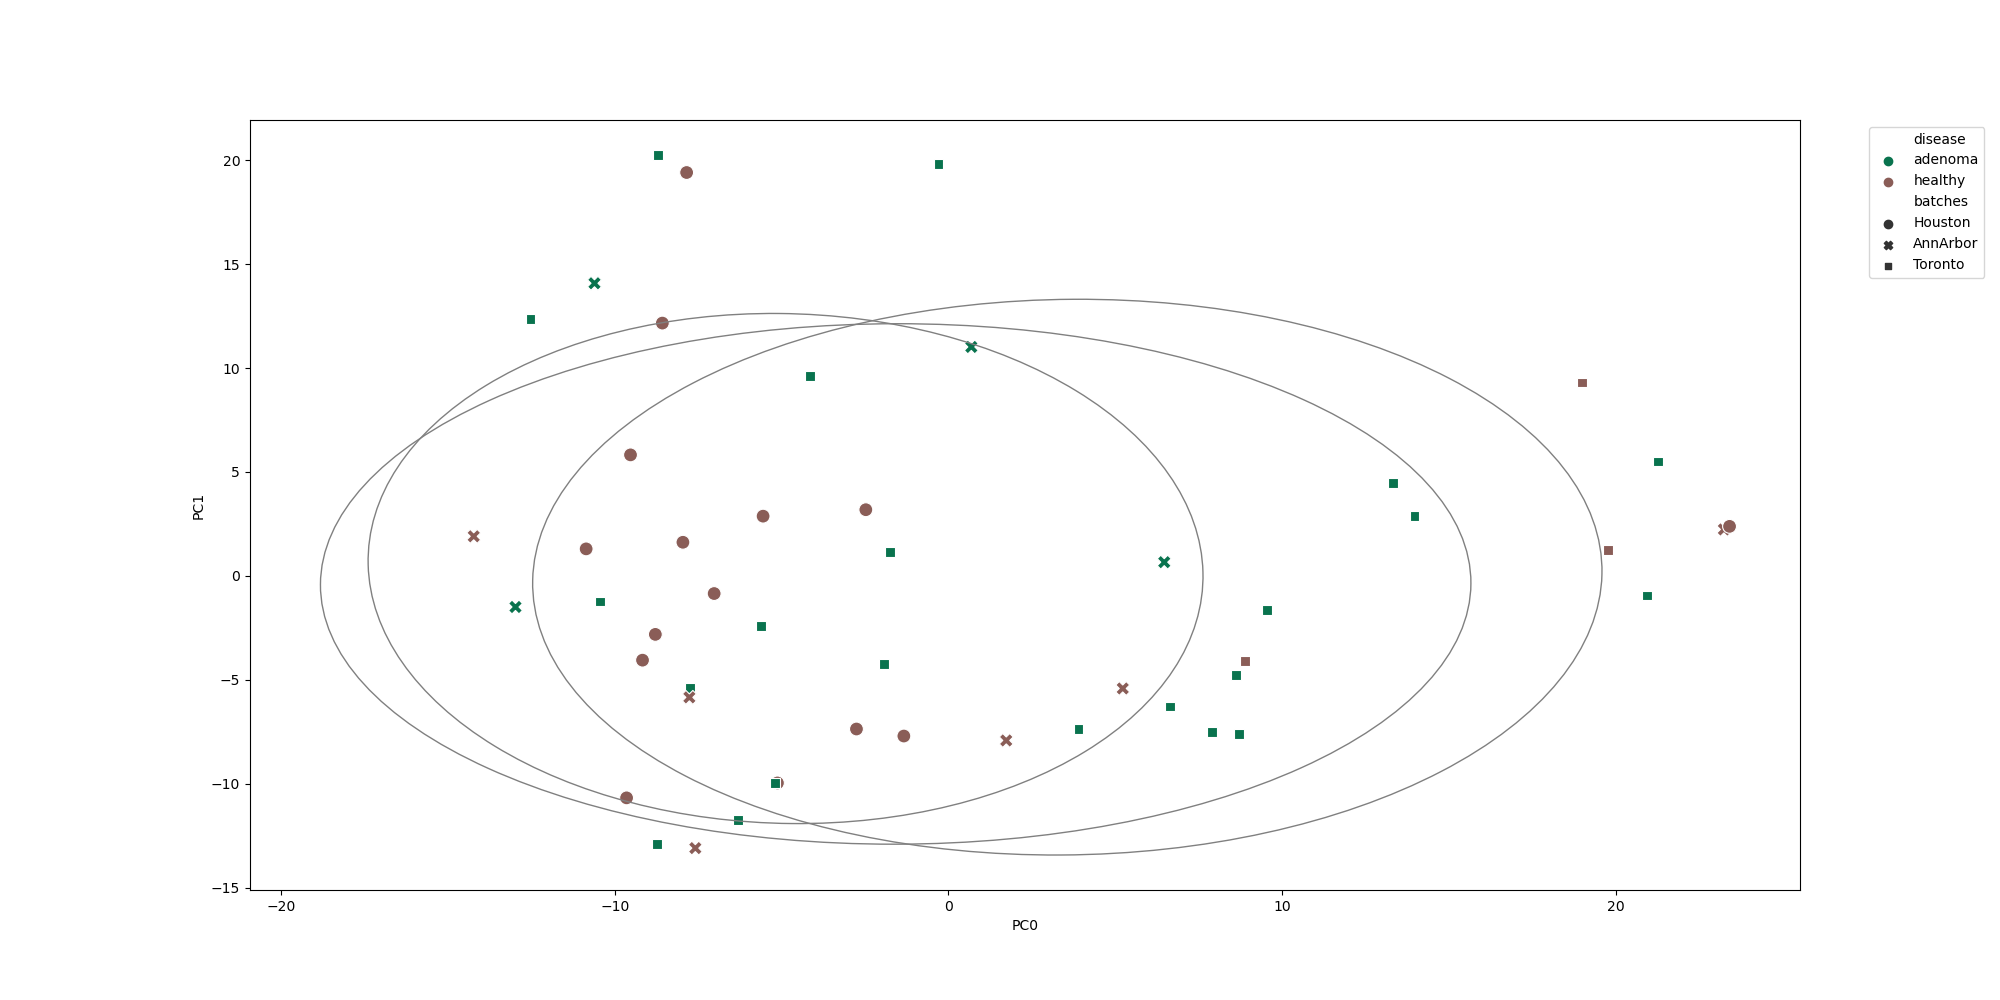 disease
adenoma
healthy
batches
Houston
AnnArbor
Toronto
20
15
10
5
0
−5
−10
−15
PC1
−20 −10 0 10 20
PC0